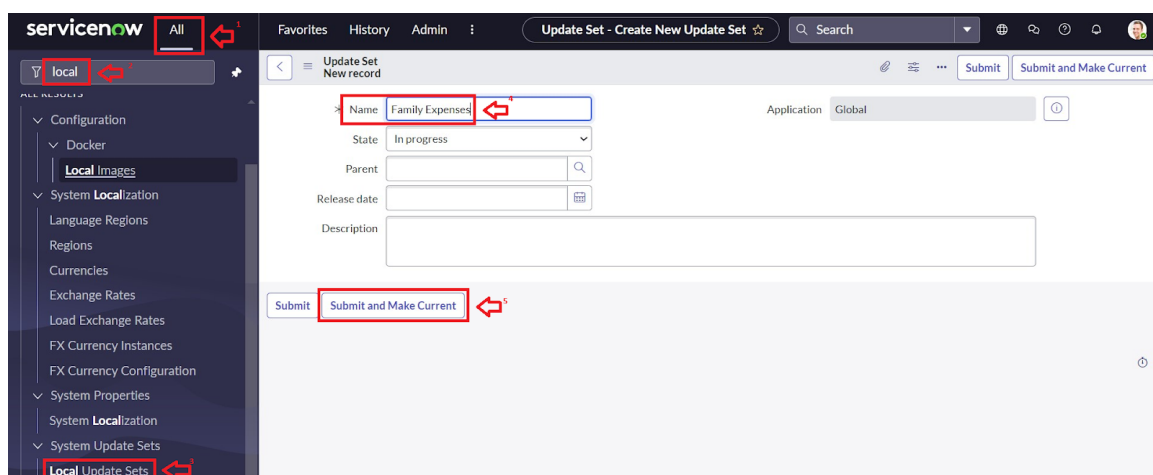 servicenow All 1 Favorites History Admin Update Set - Create New Update Set Search
local 2 Update Set
New record Submit Submit and Make Current
ALL RESULTS
Configuration
Docker
Local Images
System Localization
Language Regions
Regions
Currencies
Exchange Rates
Load Exchange Rates
FX Currency Instances
FX Currency Configuration
System Properties
System Localization
System Update Sets
Local Update Sets 3
Name Family Expenses 4 Application Global
State In progress
Parent
Release date
Description
Submit Submit and Make Current 5